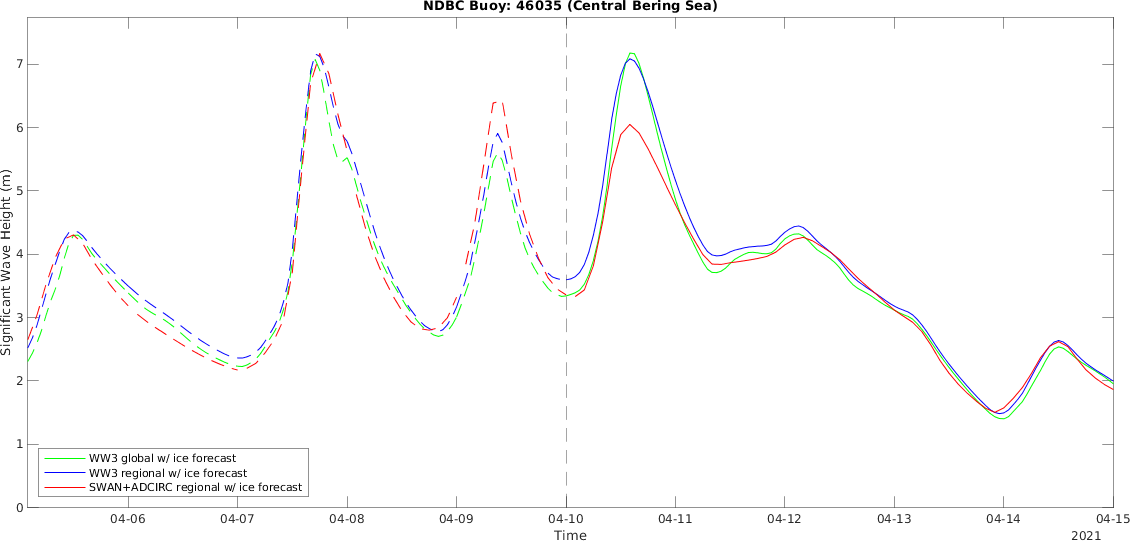 NDBC Buoy: 46035 (Central Bering Sea)
Significant Wave Height (m)
7
6
5
4
3
2
1
0
WW3 global w/ ice forecast
WW3 regional w/ ice forecast
SWAN+ADCIRC regional w/ ice forecast
04-06 04-07 04-08 04-09 04-10 04-11 04-12 04-13 04-14 04-15
Time
2021